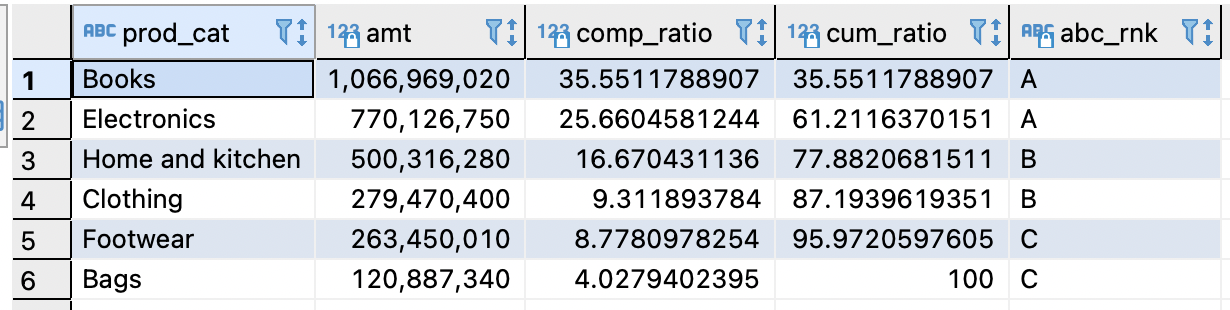 ABC prod_cat 123 amt 123 comp_ratio 123 cum_ratio ABC abc_rnk
1 Books 1,066,969,020 35.5511788907 35.5511788907 A
2 Electronics 770,126,750 25.6604581244 61.2116370151 A
3 Home and kitchen 500,316,280 16.670431136 77.8820681511 B
4 Clothing 279,470,400 9.311893784 87.1939619351 B
5 Footwear 263,450,010 8.7780978254 95.9720597605 C
6 Bags 120,887,340 4.0279402395 100 C